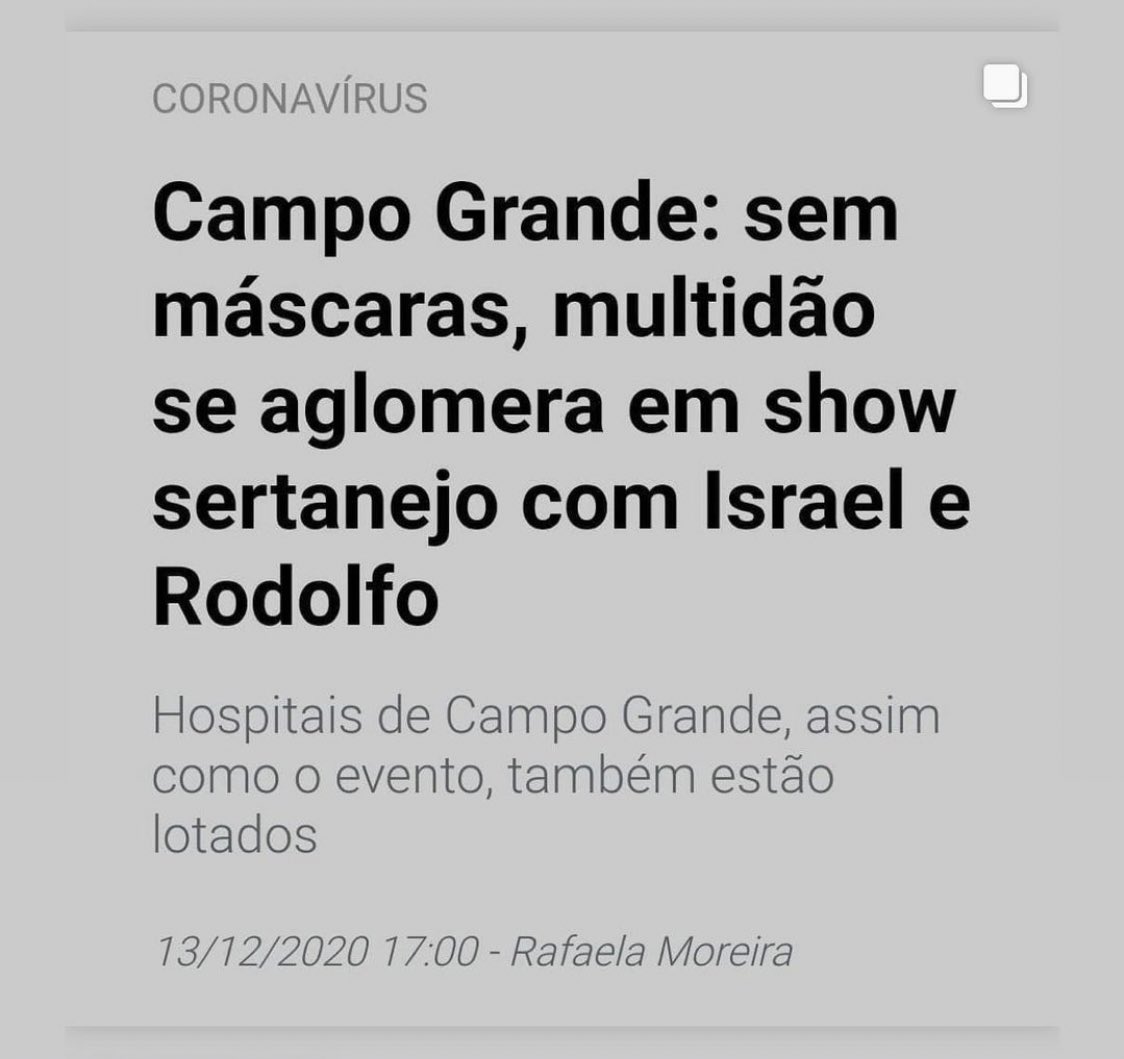 CORONAVÍRUS
Campo Grande: sem
máscaras, multidão
se aglomera em show
sertanejo com Israel e
Rodolfo
Hospitais de Campo Grande, assim
como o evento, também estão
lotados
13/12/2020 17:00 - Rafaela Moreira